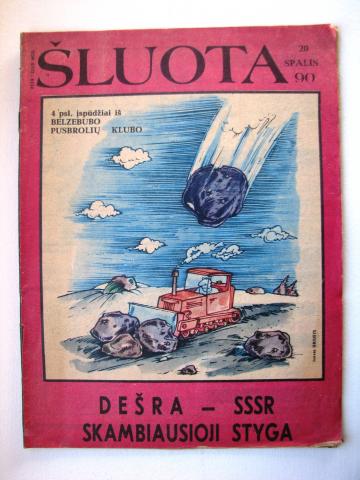 ŠLUOTA
20
SPALIS
90
4 psl. įspūdžiai iš
BELZEBUBO
PUSBROLIŲ KLUBO
DEŠRA – SSSR
SKAMBIAUSIOJI STYGA